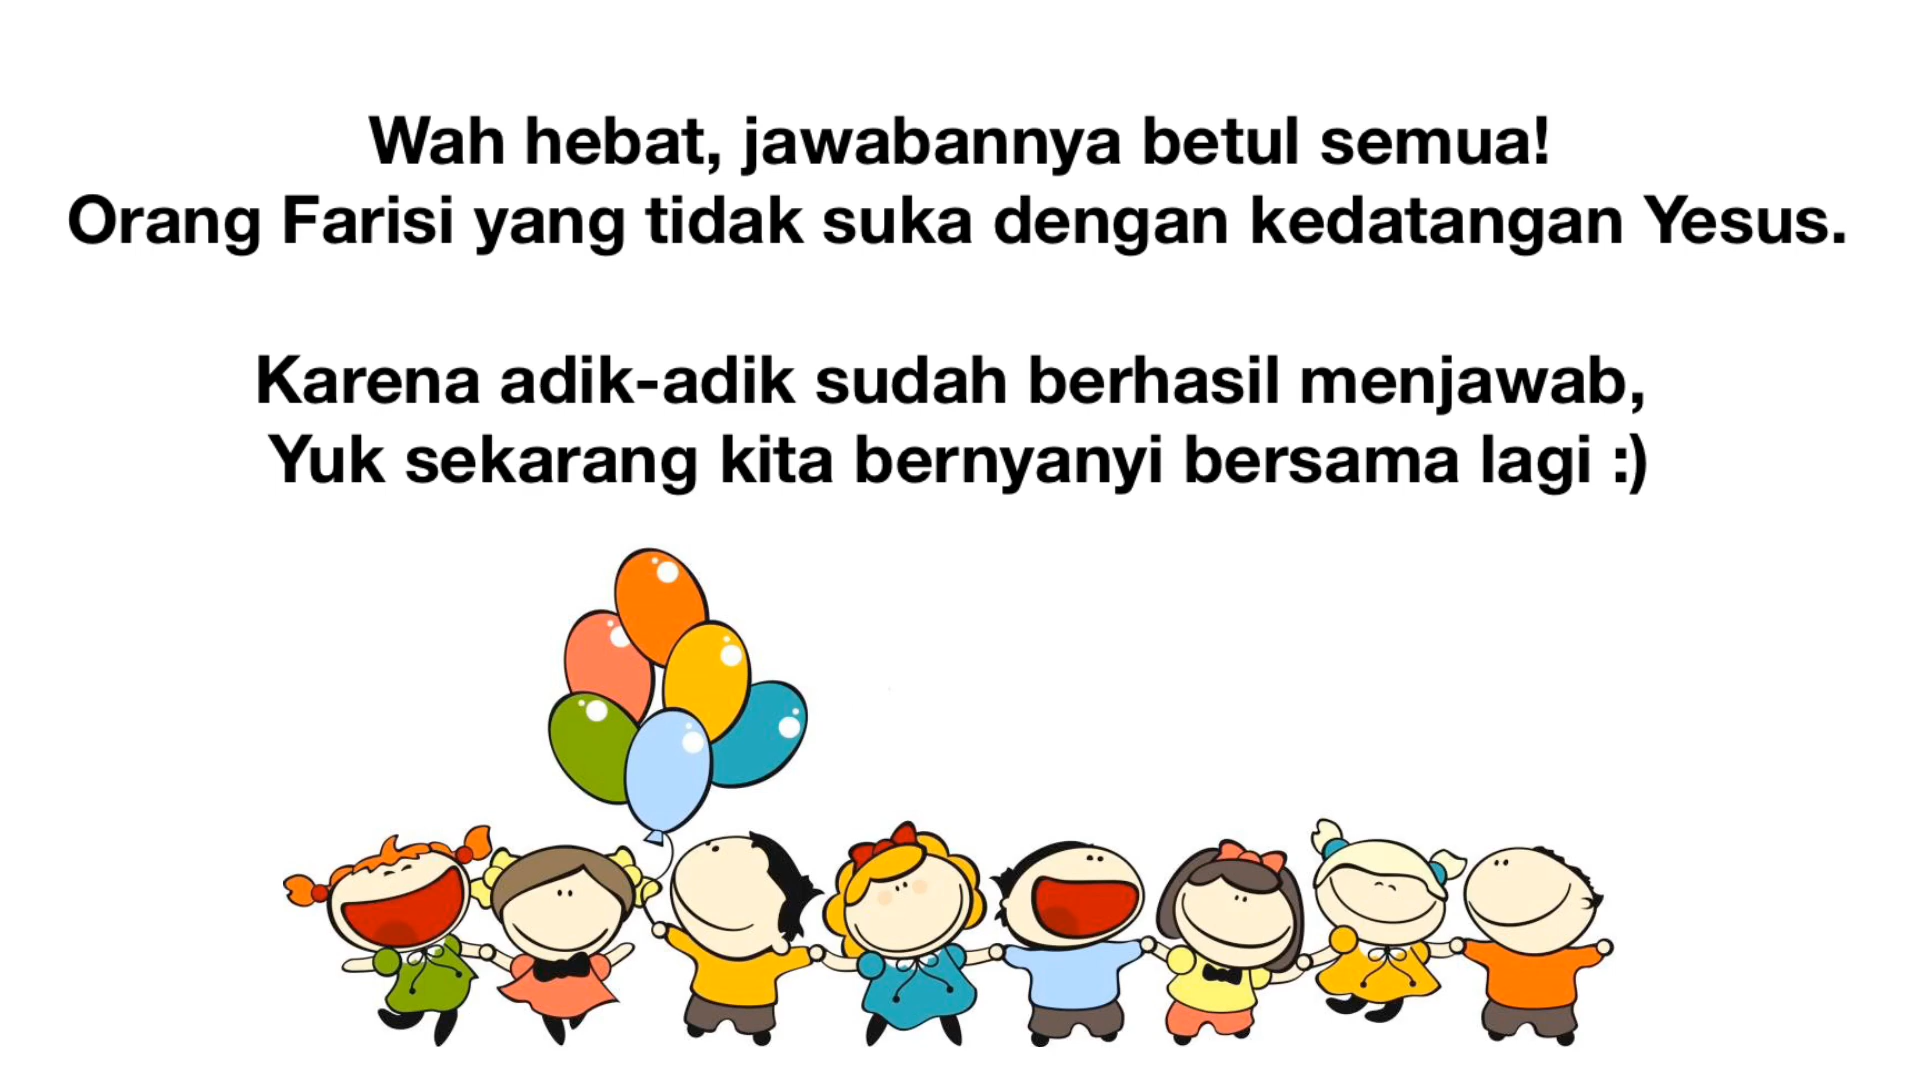 Wah hebat, jawabannya betul semua!
Orang Farisi yang tidak suka dengan kedatangan Yesus.
Karena adik-adik sudah berhasil menjawab,
Yuk sekarang kita bernyanyi bersama lagi :)